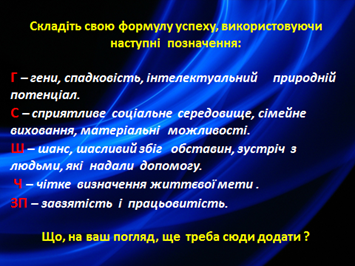 Складіть свою формулу успеху, використовуючи
наступні позначення:
Г – гени, спадковість, інтелектуальний природній
потенціал.
С – сприятливе соціальне середовище, сімейне
виховання, матеріальні можливості.
Ш – шанс, шасливий збіг обставин, зустріч з
людьми, які надали допомогу.
Ч – чітке визначення життєвої мети .
ЗП – завзятість і працьовитість.
Що, на ваш погляд, ще треба сюди додати ?